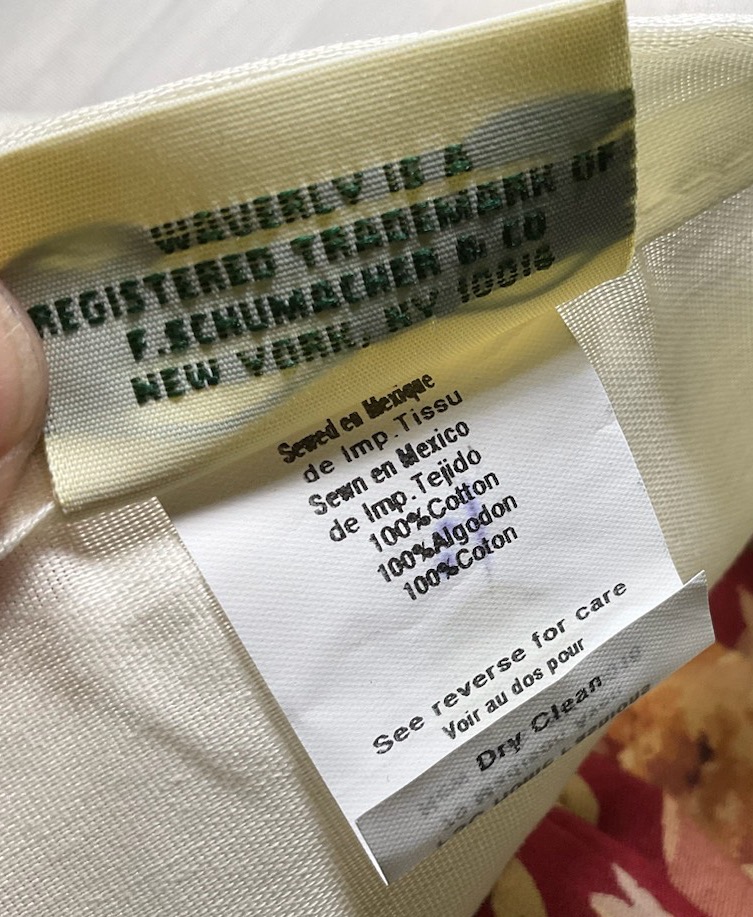 WAVERLY IS A
REGISTERED TRADEMARK OF
F.SCHUMACHER & CO
NEW YORK, NY 10018
Sewed en Mexique
de Imp.Tissu
Sewn en Mexico
de Imp.Tejido
100%Cotton
100%Algodon
100%Coton
See reverse for care
Voir au dos pour
Dry Clean